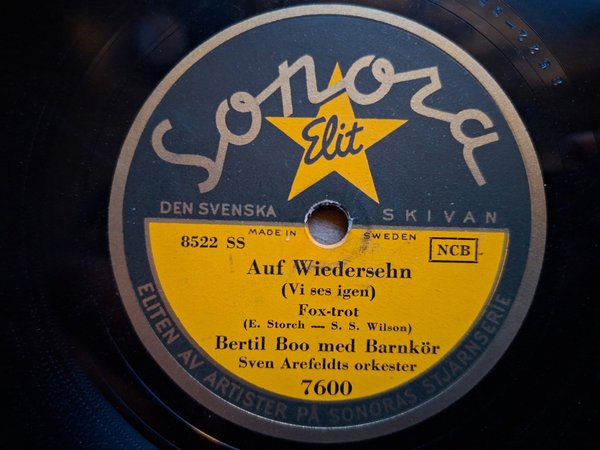 Sonora
Elit
DEN SVENSKA SKIVAN
MADE IN SWEDEN
8522 SS
NCB
Auf Wiedersehn
(Vi ses igen)
Fox-trot
(E. Storch — S. S. Wilson)
Bertil Boo med Barnkör
Sven Arefeldts orkester
7600
ELITEN AV ARTISTER PÅ SONORAS STJÄRNSERIE